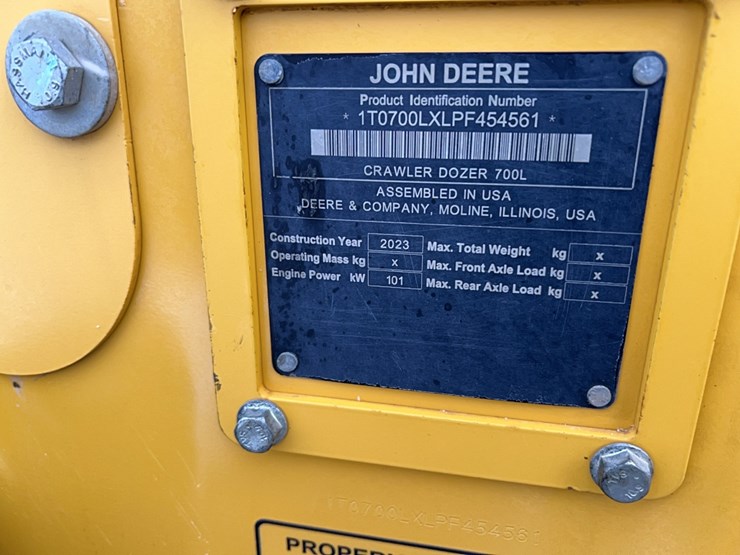 JOHN DEERE
Product Identification Number
* 1T0700LXLPF454561 *
CRAWLER DOZER 700L
ASSEMBLED IN USA
DEERE & COMPANY, MOLINE, ILLINOIS, USA
Construction Year 2023 Max. Total Weight kg x
Operating Mass kg x Max. Front Axle Load kg x
Engine Power kW 101 Max. Rear Axle Load kg x
1T0700LXLPF454561